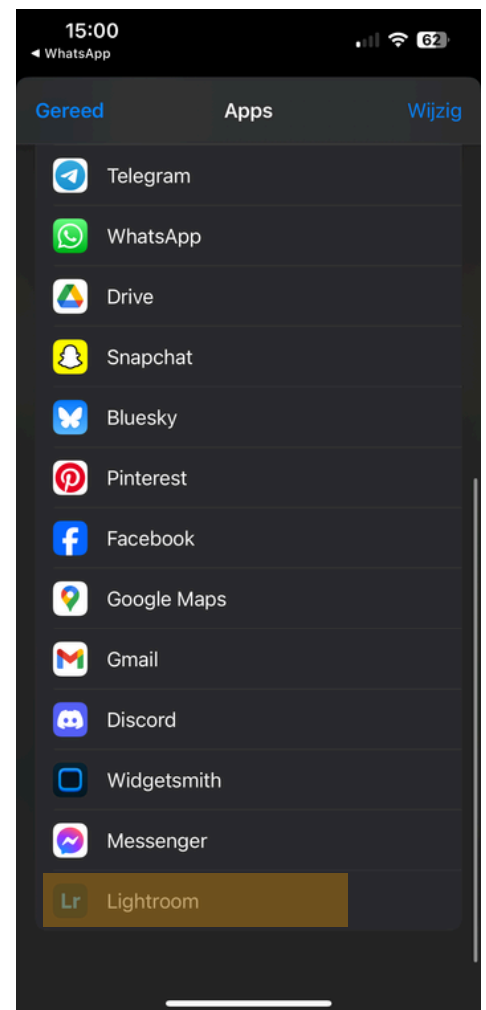 15:00
62
◀ WhatsApp
Gereed
Apps
Wijzig
Telegram
WhatsApp
Drive
Snapchat
Bluesky
Pinterest
Facebook
Google Maps
Gmail
Discord
Widgetsmith
Messenger
Lr Lightroom